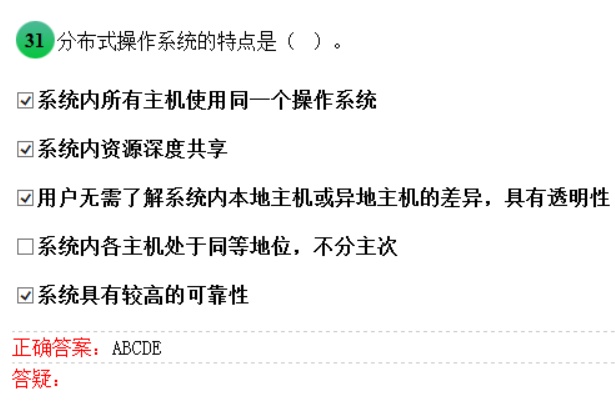 31 分布式操作系统的特点是（ ）。
系统内所有主机使用同一个操作系统
系统内资源深度共享
用户无需了解系统内本地主机或异地主机的差异，具有透明性
系统内各主机处于同等地位，不分主次
系统具有较高的可靠性
正确答案：ABCDE
答疑：